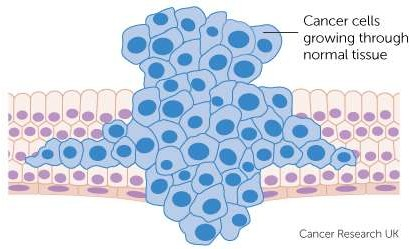 Cancer cells
growing through
normal tissue
Cancer Research UK